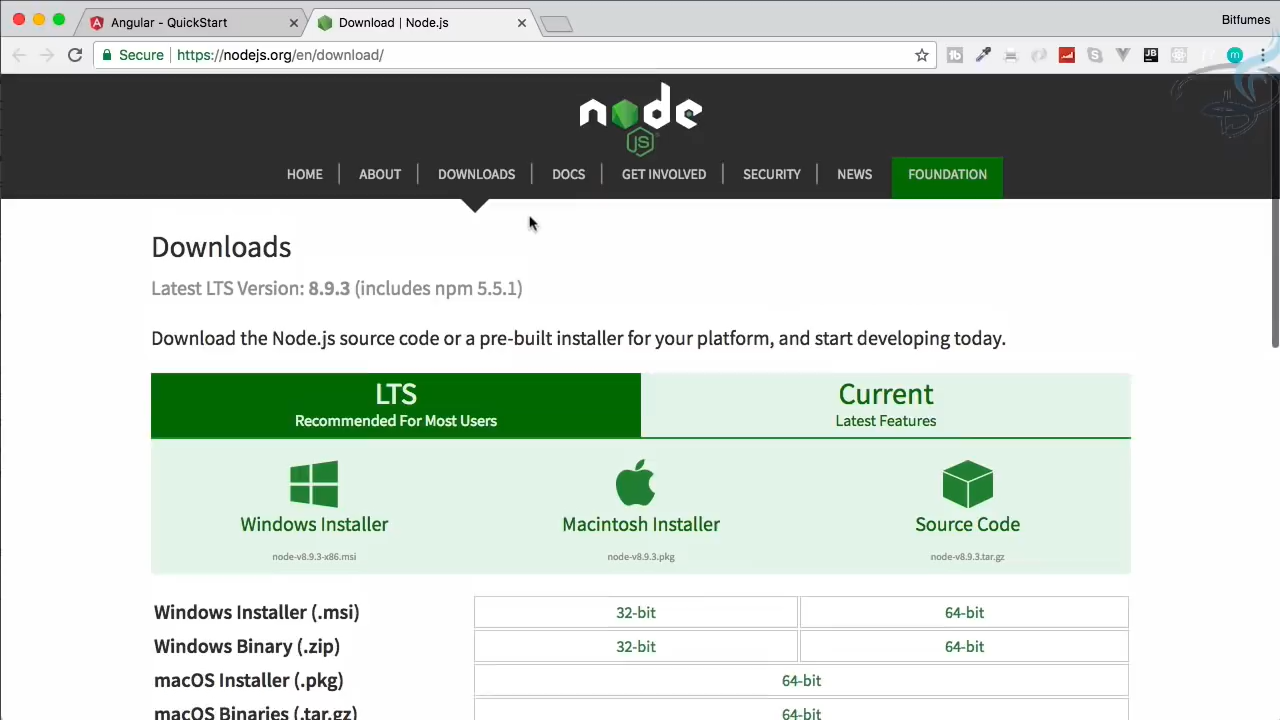 Angular - QuickStart
Download | Node.js
Bitfumes
Secure
https://nodejs.org/en/download/
node
JS
HOME
ABOUT
DOWNLOADS
DOCS
GET INVOLVED
SECURITY
NEWS
FOUNDATION
Downloads
Latest LTS Version: 8.9.3 (includes npm 5.5.1)
Download the Node.js source code or a pre-built installer for your platform, and start developing today.
LTS
Recommended For Most Users
Current
Latest Features
Windows Installer
node-v8.9.3-x86.msi
Macintosh Installer
node-v8.9.3.pkg
Source Code
node-v8.9.3.tar.gz
Windows Installer (.msi) 32-bit 64-bit
Windows Binary (.zip) 32-bit 64-bit
macOS Installer (.pkg) 64-bit
macOS Binaries (.tar.gz) 64-bit